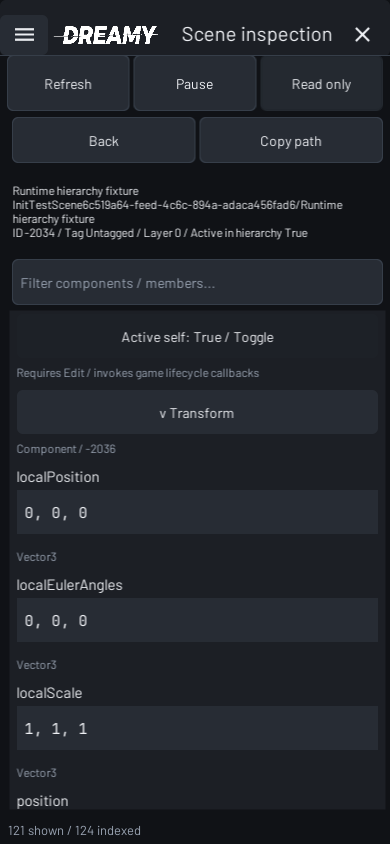 DREAMY
Scene inspection
Refresh
Pause
Read only
Back
Copy path
Runtime hierarchy fixture
InitTestScene6c519a64-feed-4c6c-894a-adaca456fad6/Runtime
hierarchy fixture
ID -2034 / Tag Untagged / Layer 0 / Active in hierarchy True
Filter components / members...
Active self: True / Toggle
Requires Edit / invokes game lifecycle callbacks
v Transform
Component / -2036
localPosition
0, 0, 0
Vector3
localEulerAngles
0, 0, 0
Vector3
localScale
1, 1, 1
Vector3
position
121 shown / 124 indexed